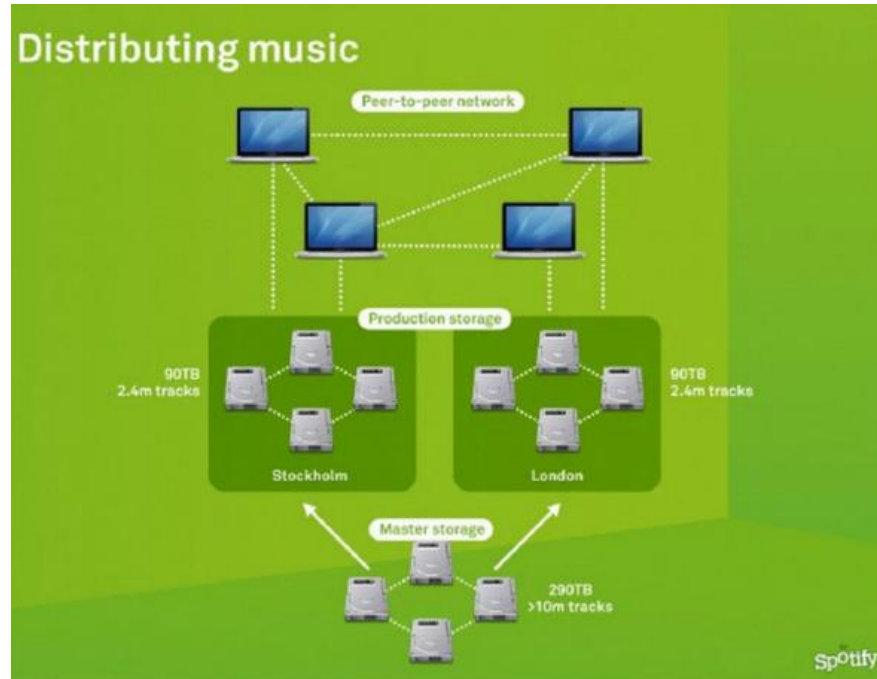 Distributing music
Peer-to-peer network
Production storage
90TB
2.4m tracks
90TB
2.4m tracks
Stockholm
London
Master storage
290TB
>10m tracks
Spotify